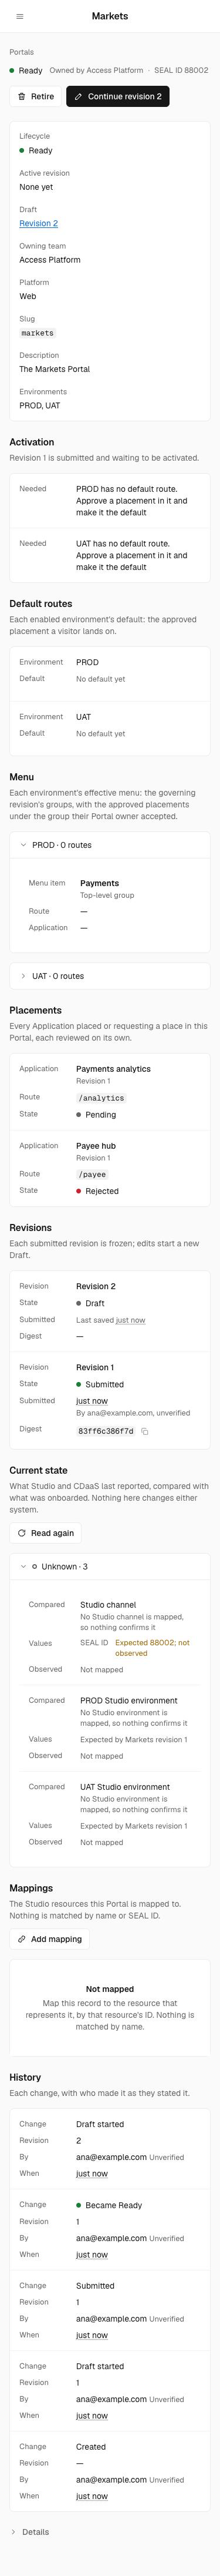 Markets
Portals
Ready Owned by Access Platform · SEAL ID 88002
Retire Continue revision 2
Lifecycle
Ready
Active revision
None yet
Draft
Revision 2
Owning team
Access Platform
Platform
Web
Slug
markets
Description
The Markets Portal
Environments
PROD, UAT
Activation
Revision 1 is submitted and waiting to be activated.
Needed PROD has no default route.
Approve a placement in it and
make it the default
Needed UAT has no default route.
Approve a placement in it and
make it the default
Default routes
Each enabled environment's default: the approved
placement a visitor lands on.
Environment PROD
Default No default yet
Environment UAT
Default No default yet
Menu
Each environment's effective menu: the governing
revision's groups, with the approved placements
under the group their Portal owner accepted.
PROD · 0 routes
Menu item Payments
Top-level group
Route —
Application —
UAT · 0 routes
Placements
Every Application placed or requesting a place in this
Portal, each reviewed on its own.
Application Payments analytics
Revision 1
Route /analytics
State Pending
Application Payee hub
Revision 1
Route /payee
State Rejected
Revisions
Each submitted revision is frozen; edits start a new
Draft.
Revision Revision 2
State Draft
Submitted Last saved just now
Digest —
Revision Revision 1
State Submitted
Submitted just now
By ana@example.com, unverified
Digest 83ff6c386f7d
Current state
What Studio and CDaaS last reported, compared with
what was onboarded. Nothing here changes either
system.
Read again
Unknown · 3
Compared Studio channel
No Studio channel is mapped,
so nothing confirms it
Values SEAL ID Expected 88002; not
observed
Observed Not mapped
Compared PROD Studio environment
No Studio environment is
mapped, so nothing confirms it
Values Expected by Markets revision 1
Observed Not mapped
Compared UAT Studio environment
No Studio environment is
mapped, so nothing confirms it
Values Expected by Markets revision 1
Observed Not mapped
Mappings
The Studio resources this Portal is mapped to.
Nothing is matched by name or SEAL ID.
Add mapping
Not mapped
Map this record to the resource that
represents it, by that resource's ID. Nothing is
matched by name.
History
Each change, with who made it as they stated it.
Change Draft started
Revision 2
By ana@example.com Unverified
When just now
Change Became Ready
Revision 1
By ana@example.com Unverified
When just now
Change Submitted
Revision 1
By ana@example.com Unverified
When just now
Change Draft started
Revision 1
By ana@example.com Unverified
When just now
Change Created
Revision —
By ana@example.com Unverified
When just now
Details